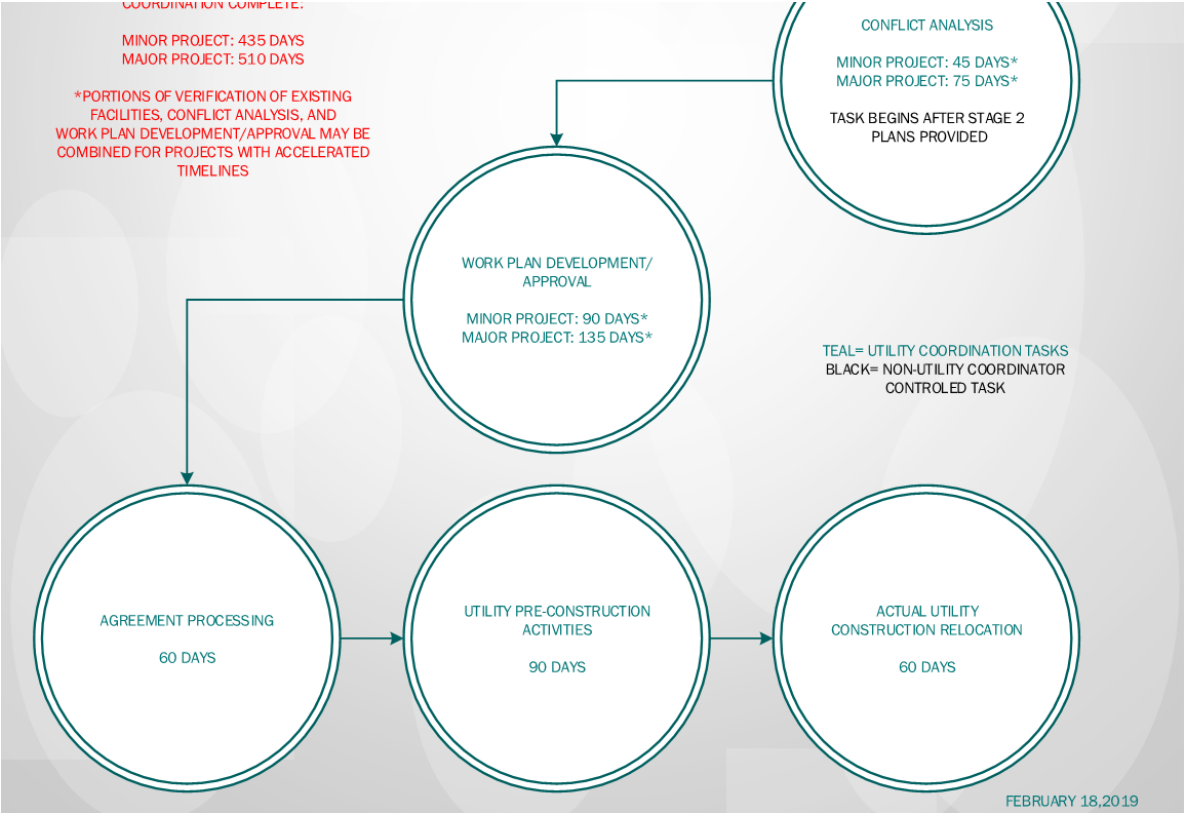 COORDINATION COMPLETE:
MINOR PROJECT: 435 DAYS
MAJOR PROJECT: 510 DAYS
*PORTIONS OF VERIFICATION OF EXISTING
FACILITIES, CONFLICT ANALYSIS, AND
WORK PLAN DEVELOPMENT/APPROVAL MAY BE
COMBINED FOR PROJECTS WITH ACCELERATED
TIMELINES
CONFLICT ANALYSIS
MINOR PROJECT: 45 DAYS*
MAJOR PROJECT: 75 DAYS*
TASK BEGINS AFTER STAGE 2
PLANS PROVIDED
WORK PLAN DEVELOPMENT/
APPROVAL
MINOR PROJECT: 90 DAYS*
MAJOR PROJECT: 135 DAYS*
TEAL= UTILITY COORDINATION TASKS
BLACK= NON-UTILITY COORDINATOR
CONTROLED TASK
AGREEMENT PROCESSING
60 DAYS
UTILITY PRE-CONSTRUCTION
ACTIVITIES
90 DAYS
ACTUAL UTILITY
CONSTRUCTION RELOCATION
60 DAYS
FEBRUARY 18,2019